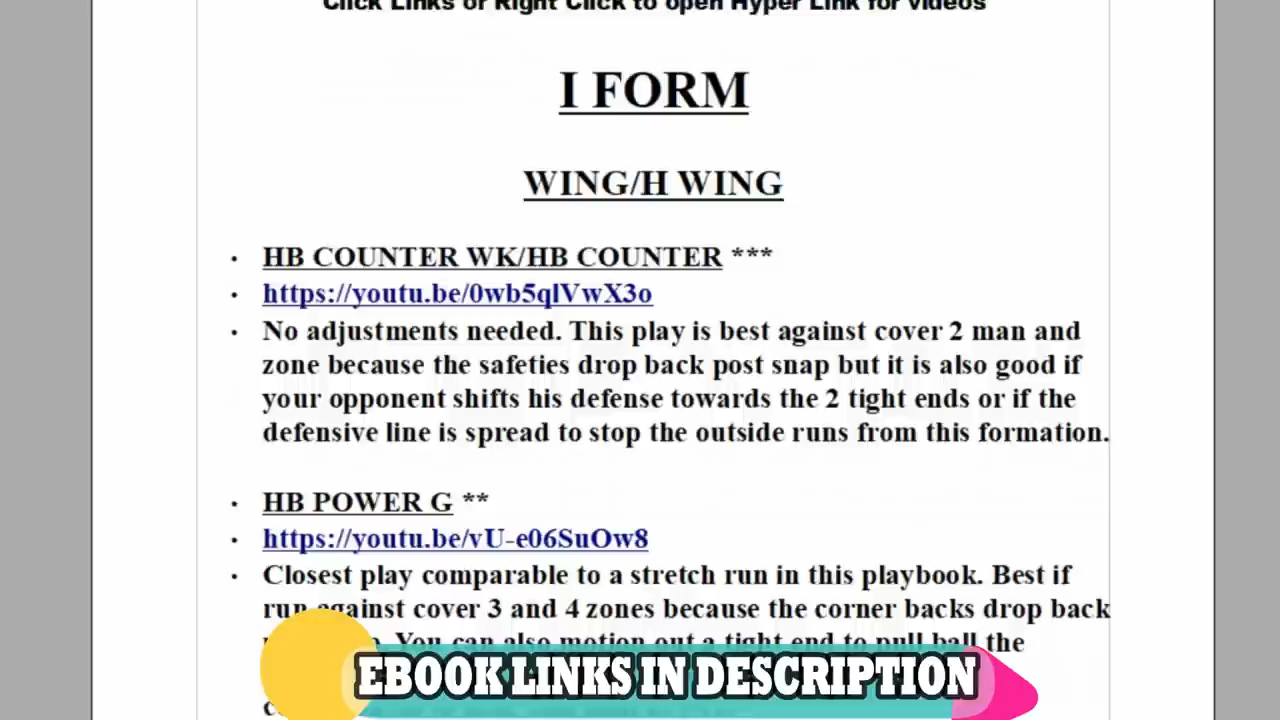 Click Links or Right Click to open Hyper Link for videos
I FORM
WING/H WING
• HB COUNTER WK/HB COUNTER ***
• https://youtu.be/0wb5qlVwX3o
• No adjustments needed. This play is best against cover 2 man and
zone because the safeties drop back post snap but it is also good if
your opponent shifts his defense towards the 2 tight ends or if the
defensive line is spread to stop the outside runs from this formation.
• HB POWER G **
• https://youtu.be/vU-e06SuOw8
• Closest play comparable to a stretch run in this playbook. Best if
run against cover 3 and 4 zones because the corner backs drop back
You can also motion out a tight end to pull ball the
EBOOK LINKS IN DESCRIPTION